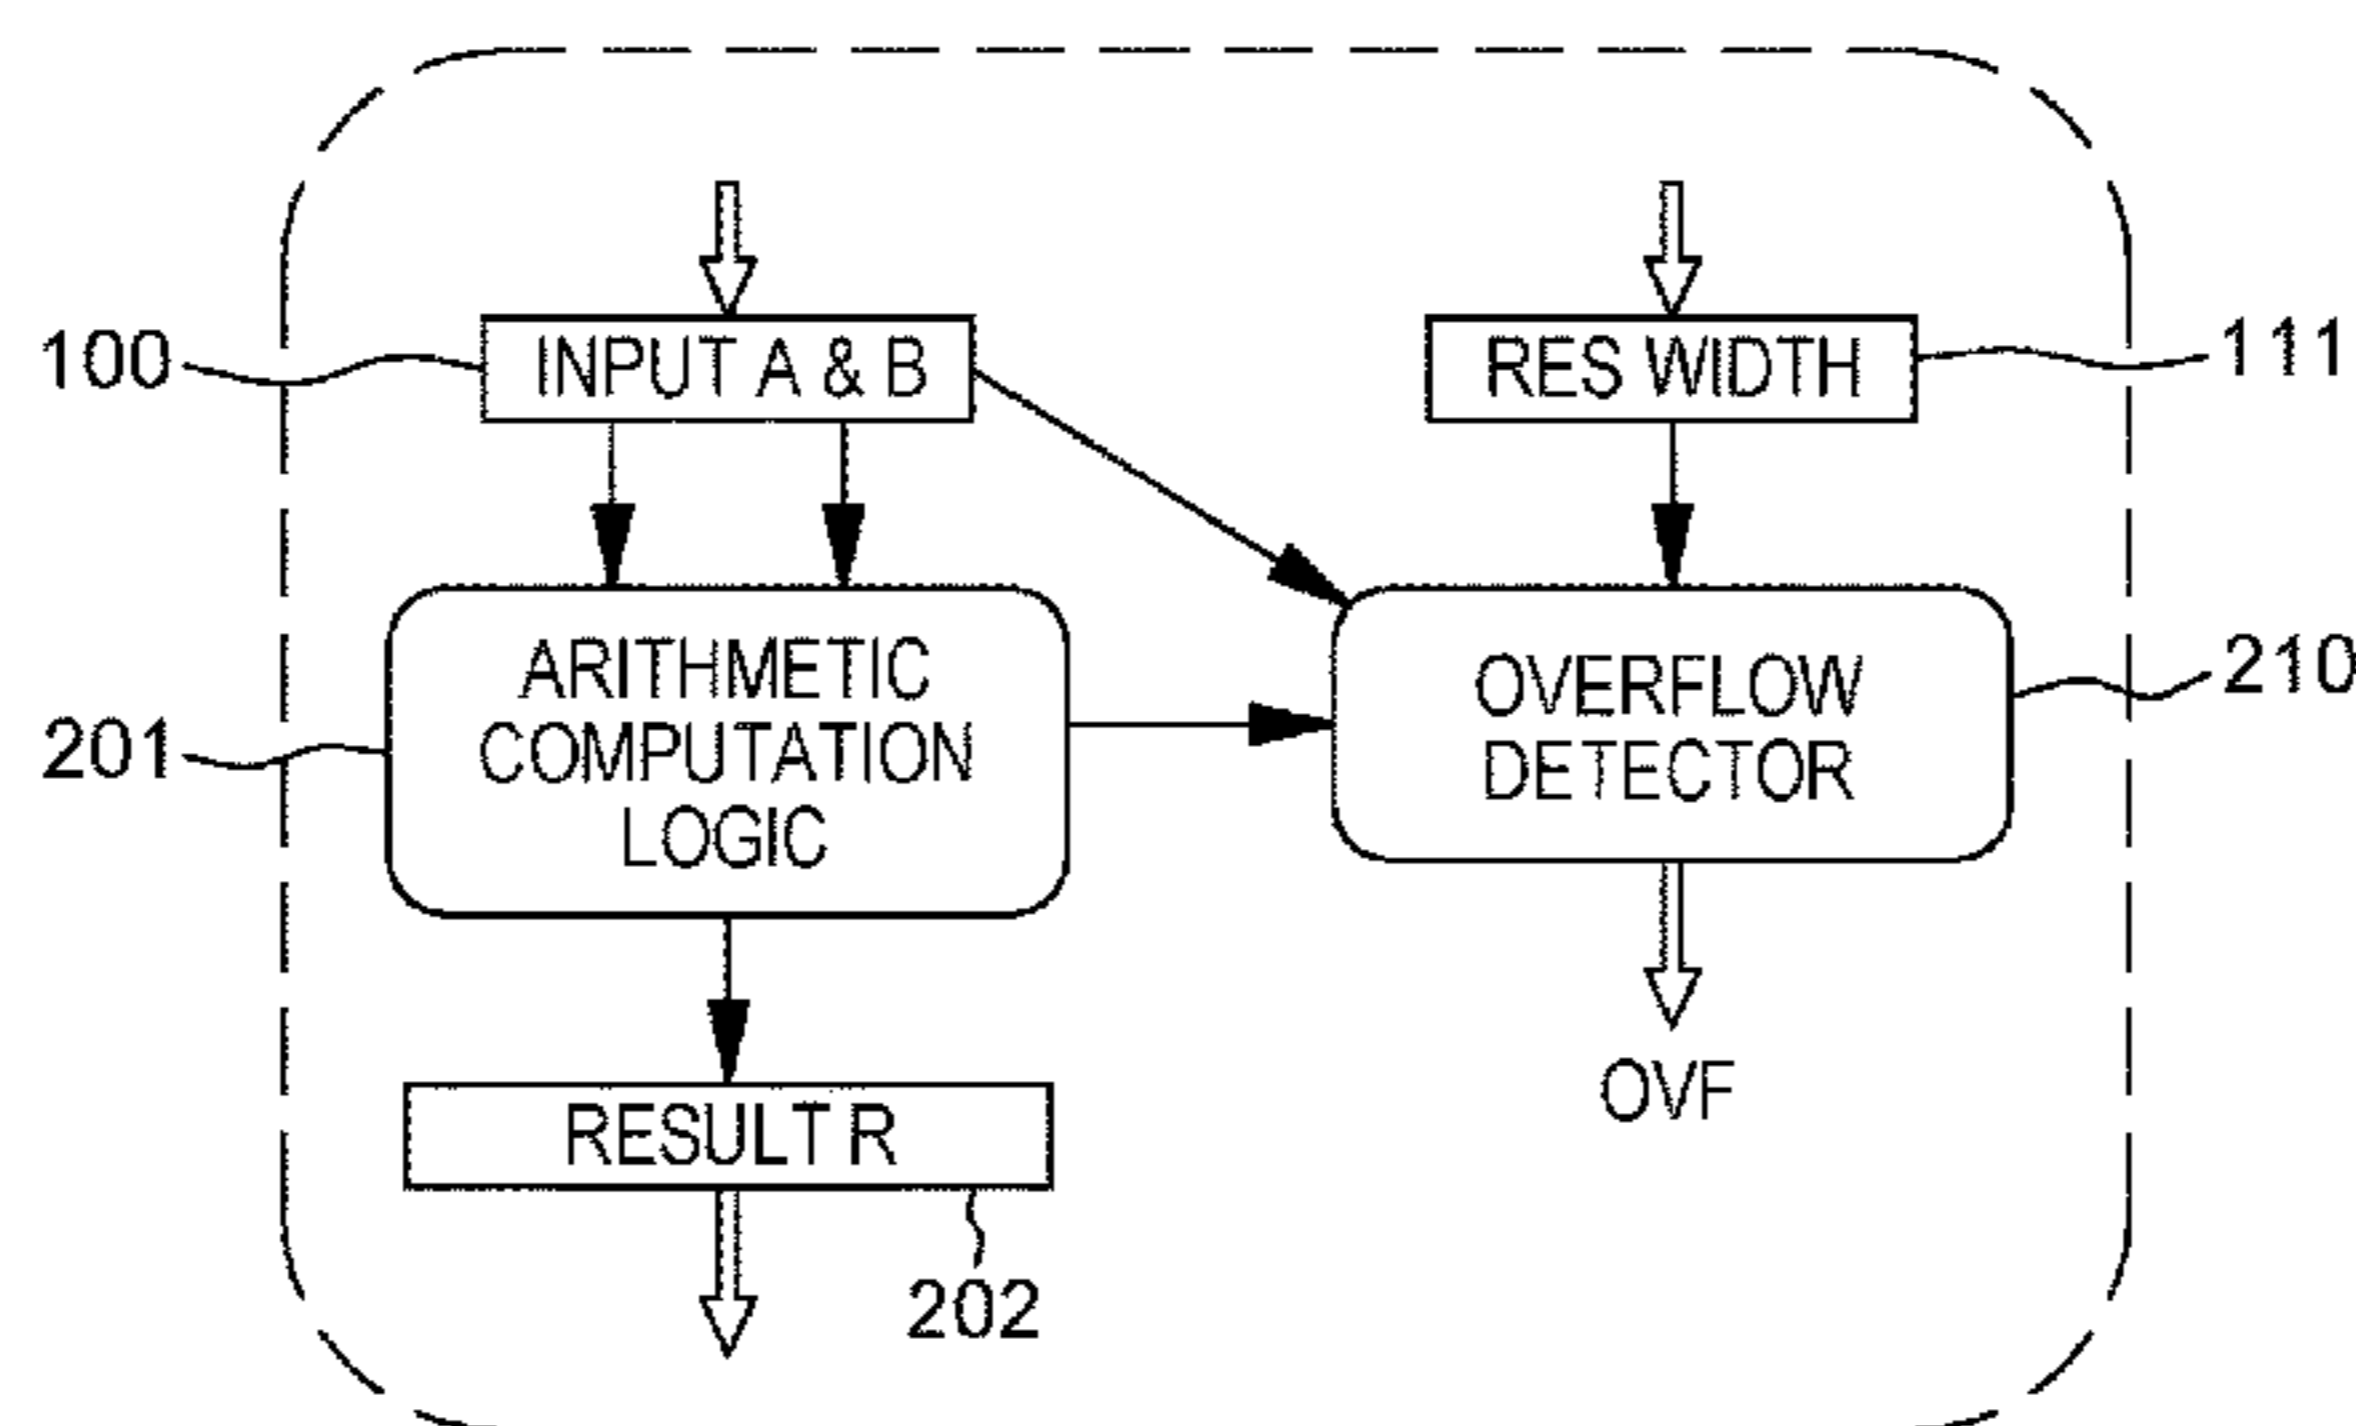 100
INPUT A & B
RES WIDTH
111
201
ARITHMETIC
COMPUTATION
LOGIC
OVERFLOW
DETECTOR
210
RESULT R
OVF
202